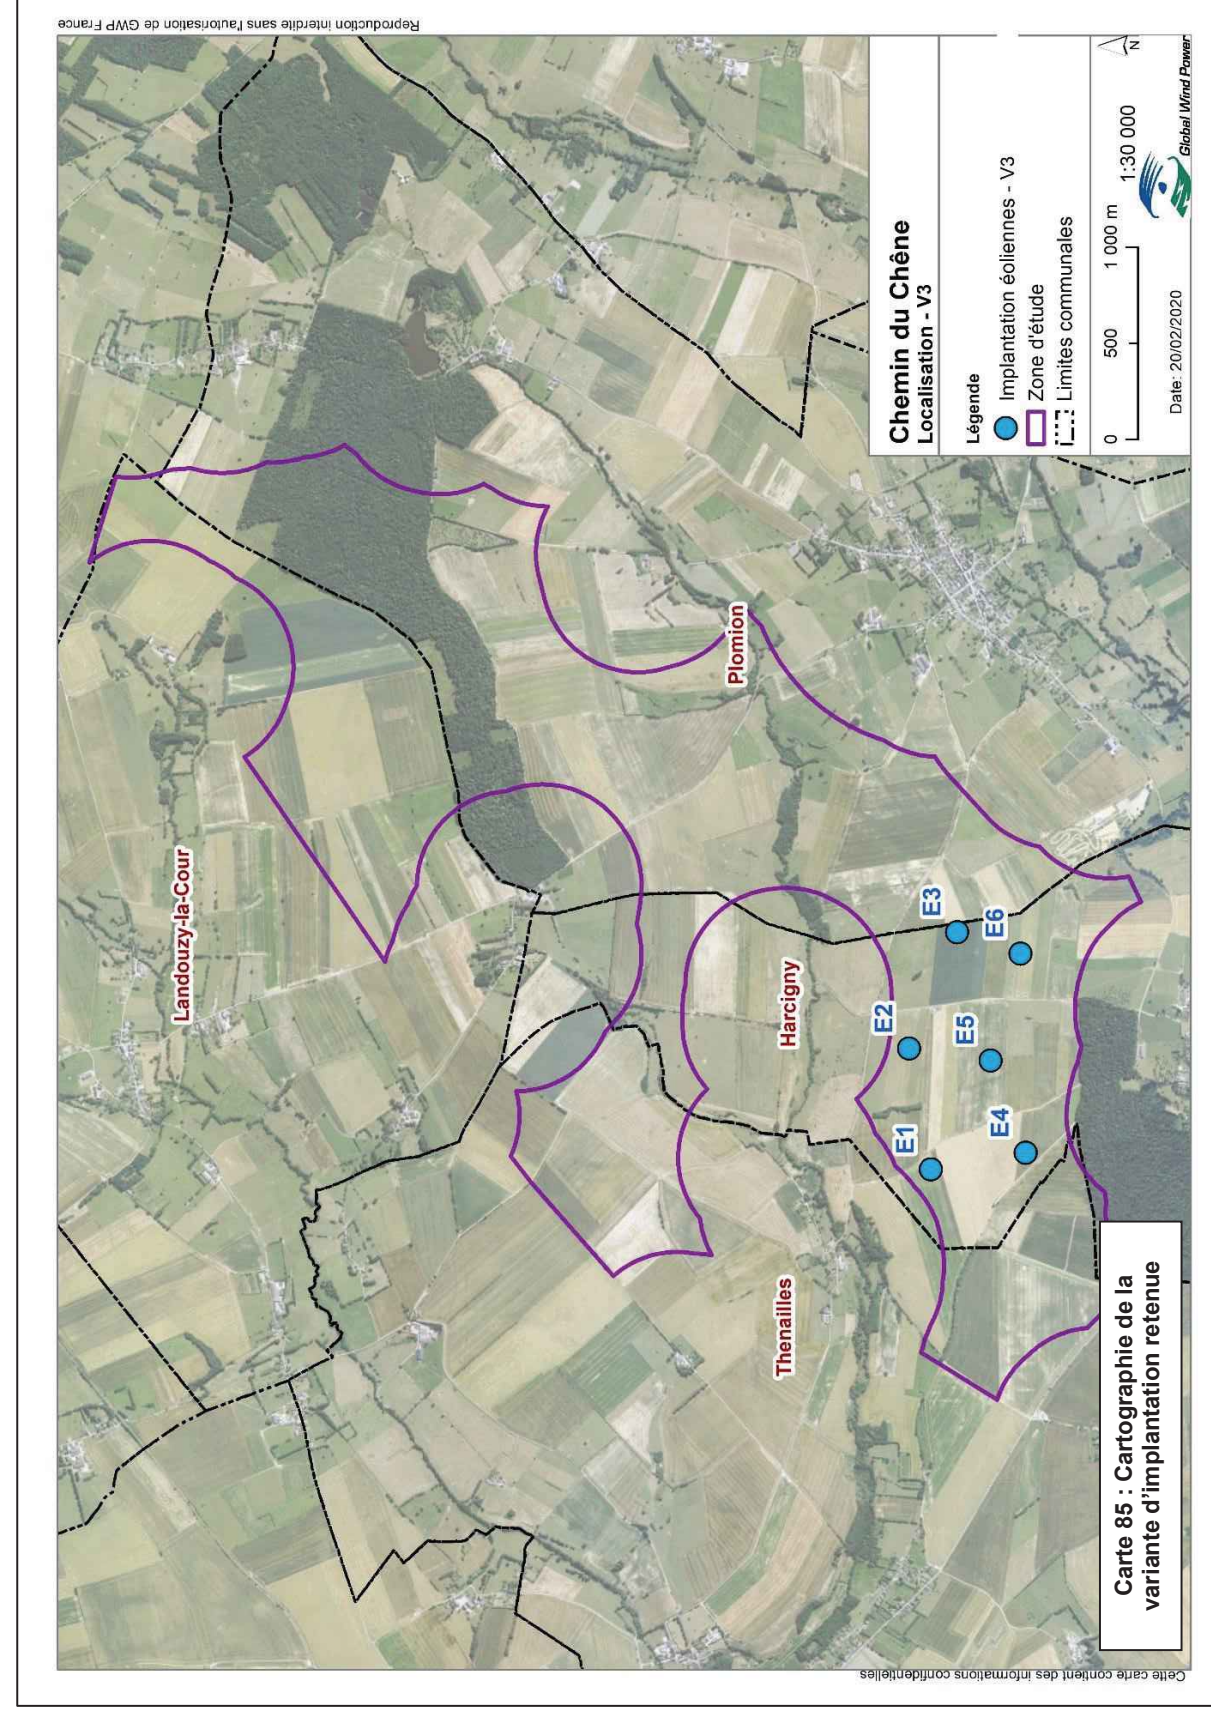 Reproduction interdite sans l'autorisation de GWP France
Landouzy-la-Cour
Plomion
Harcigny
Thenailles
E1
E2
E3
E4
E5
E6
Chemin du Chêne
Localisation - V3
Légende
Implantation éoliennes - V3
Zone d'étude
Limites communales
0 500 1 000 m
1:30 000
N
Date: 20/02/2020
Global Wind Power
Carte 85 : Cartographie de la
variante d'implantation retenue
Cette carte contient des informations confidentielles